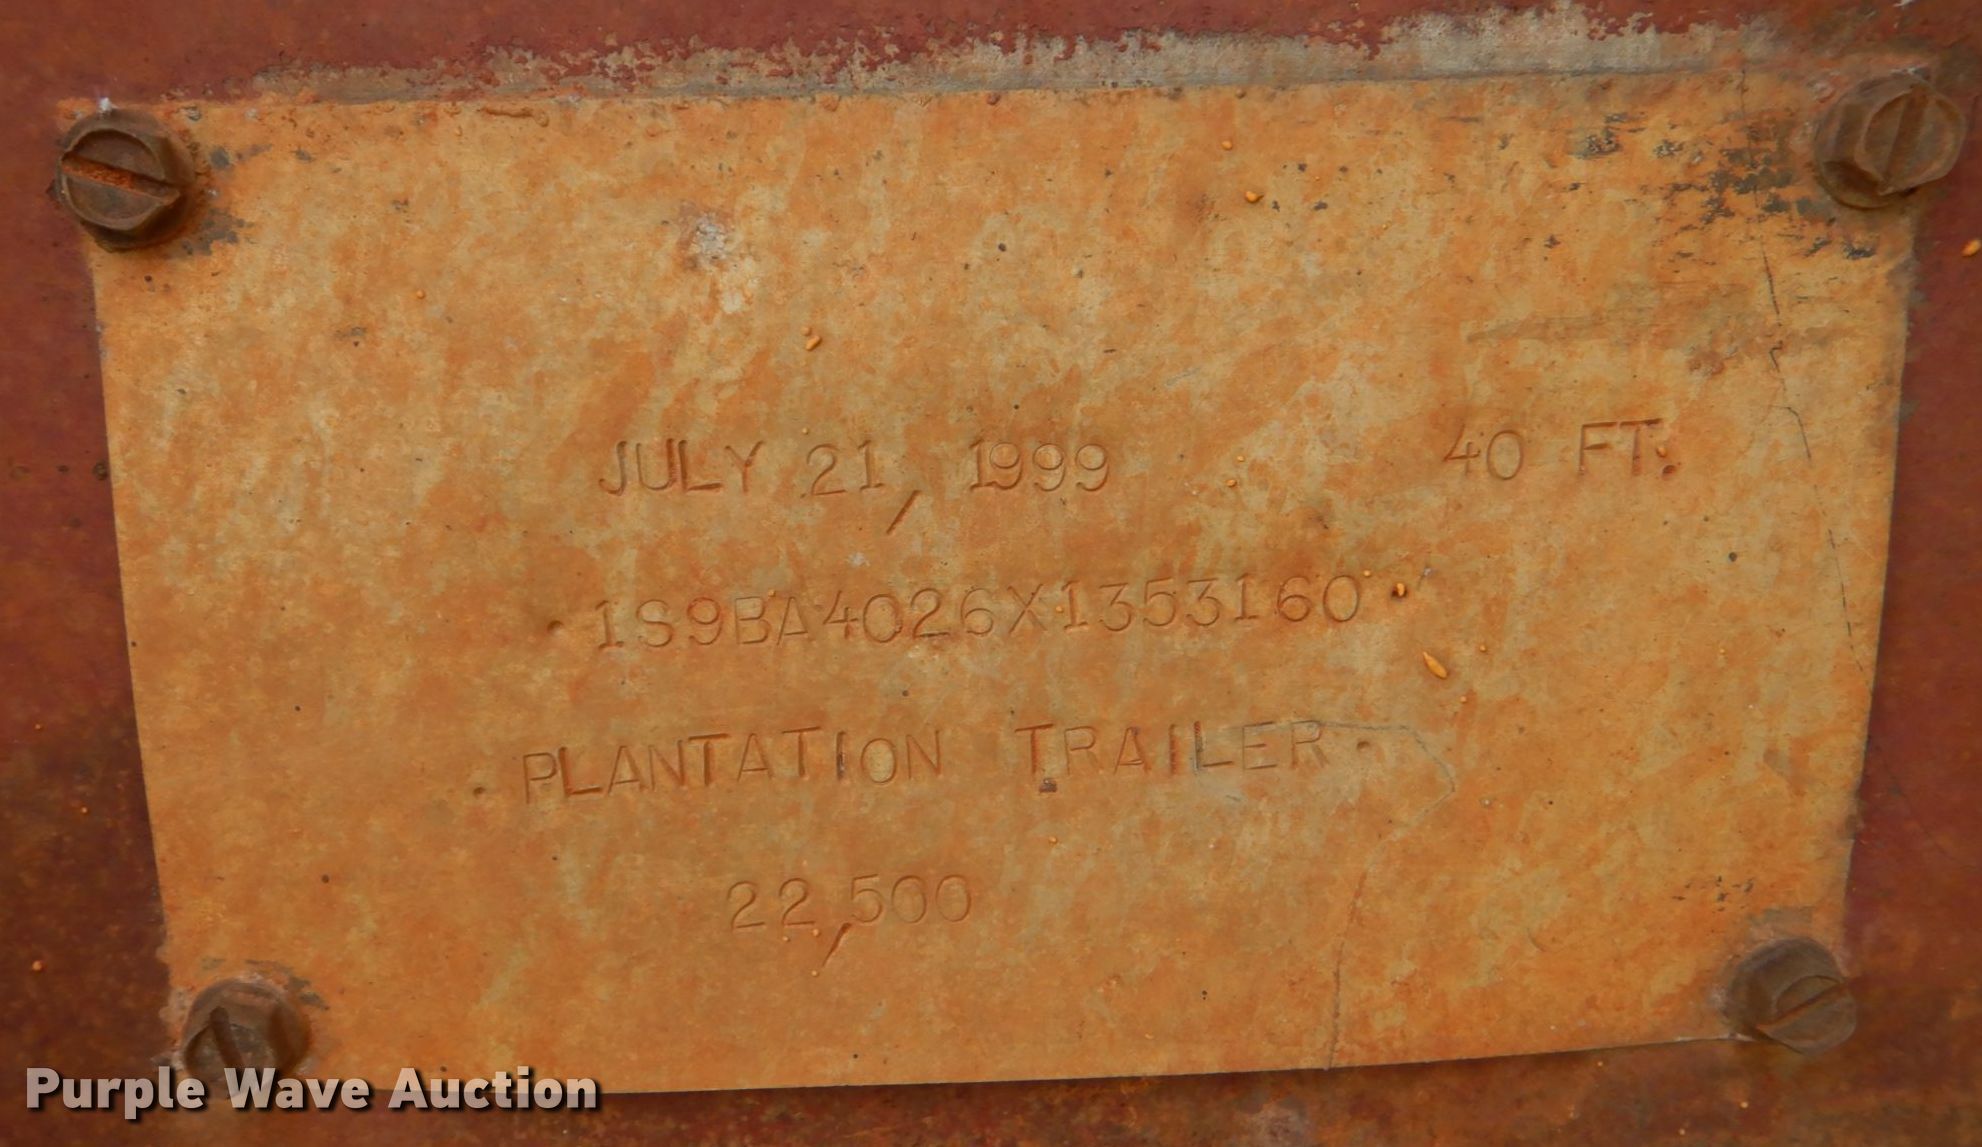 JULY 21, 1999 40 FT.
1S9BA4026X1353160
PLANTATION TRAILER
22,500
Purple Wave Auction